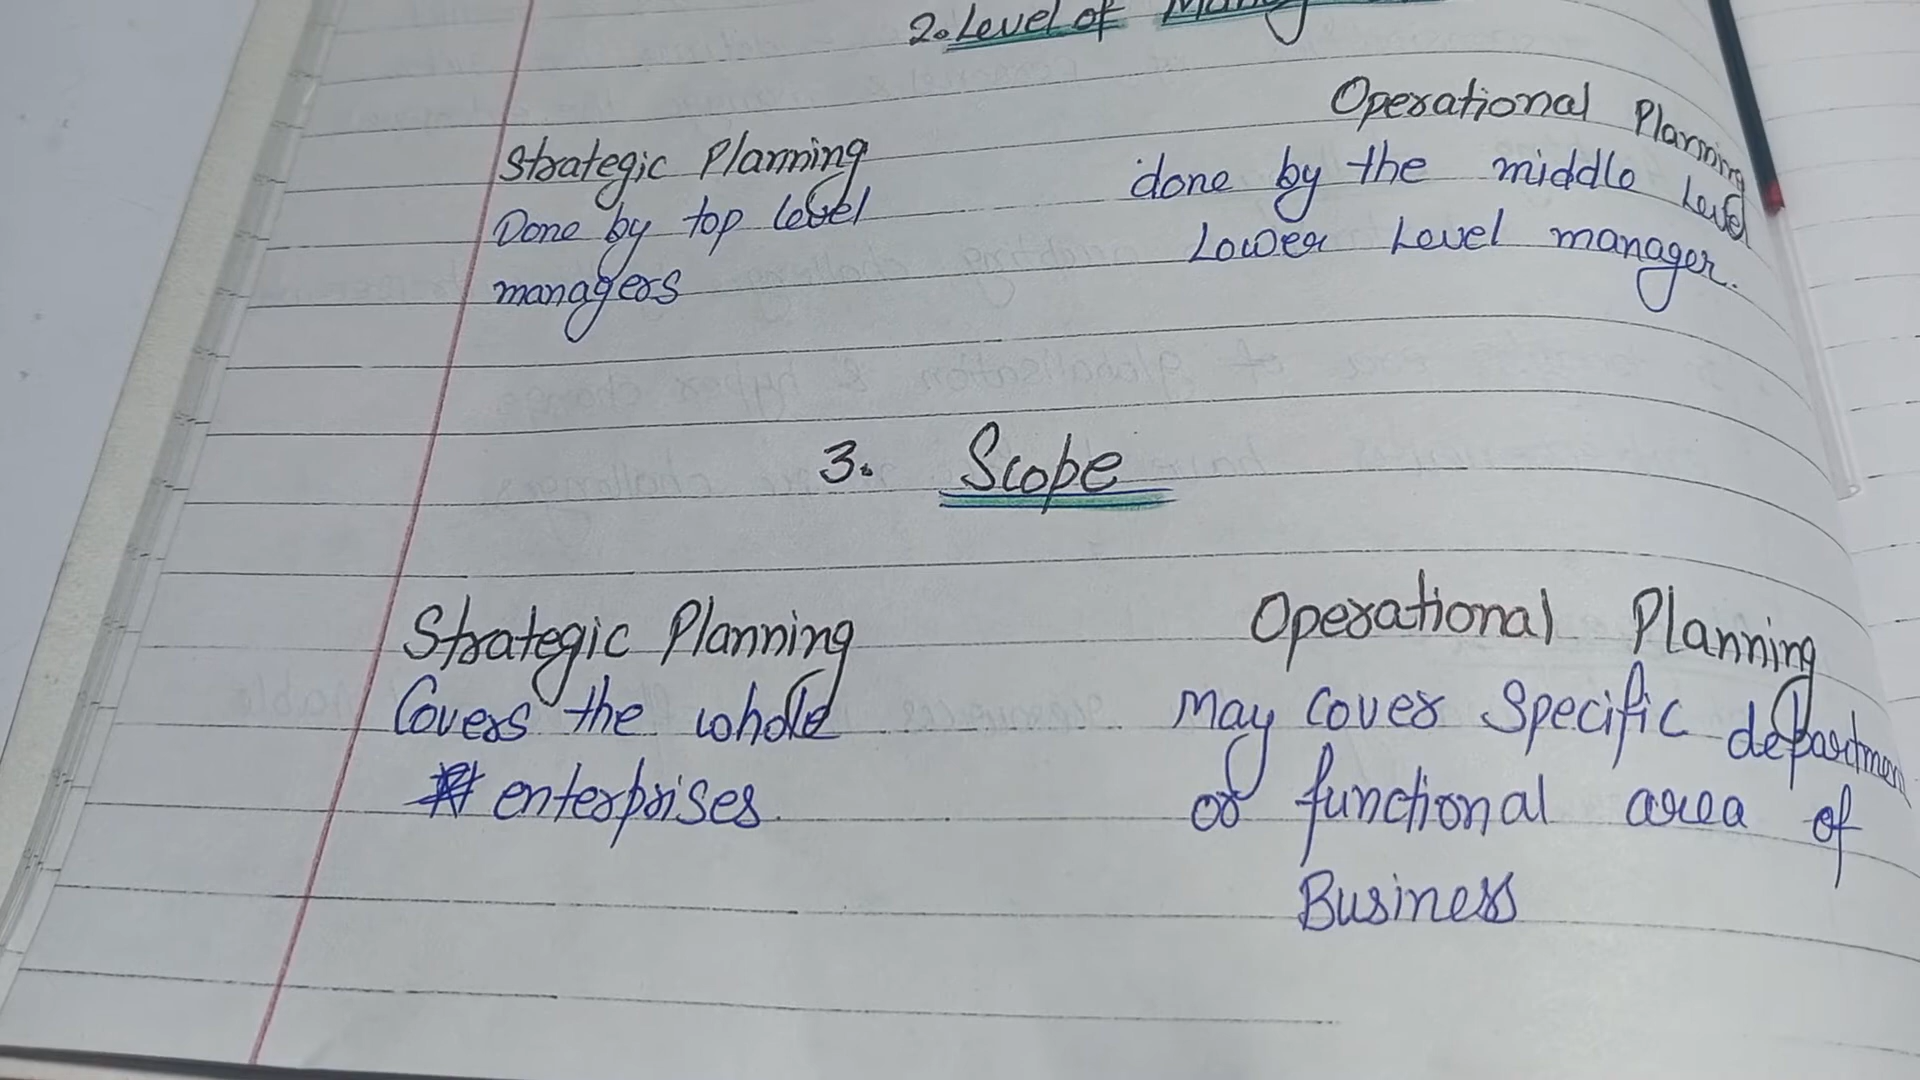 2. Level of
Strategic Planning
Done by top level
managers
Operational Planning
done by the middle Level
Lower Level manager.
3. Scope
Strategic Planning
Covers the whole
enterprises.
Operational Planning
May cover Specific department
or functional area of
Business